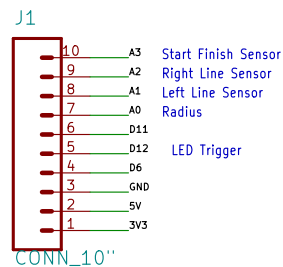 J1
10 A3 Start Finish Sensor
9 A2 Right Line Sensor
8 A1 Left Line Sensor
7 A0 Radius
6 D11
5 D12 LED Trigger
4 D6
3 GND
2 5V
1 3V3
CONN_10"